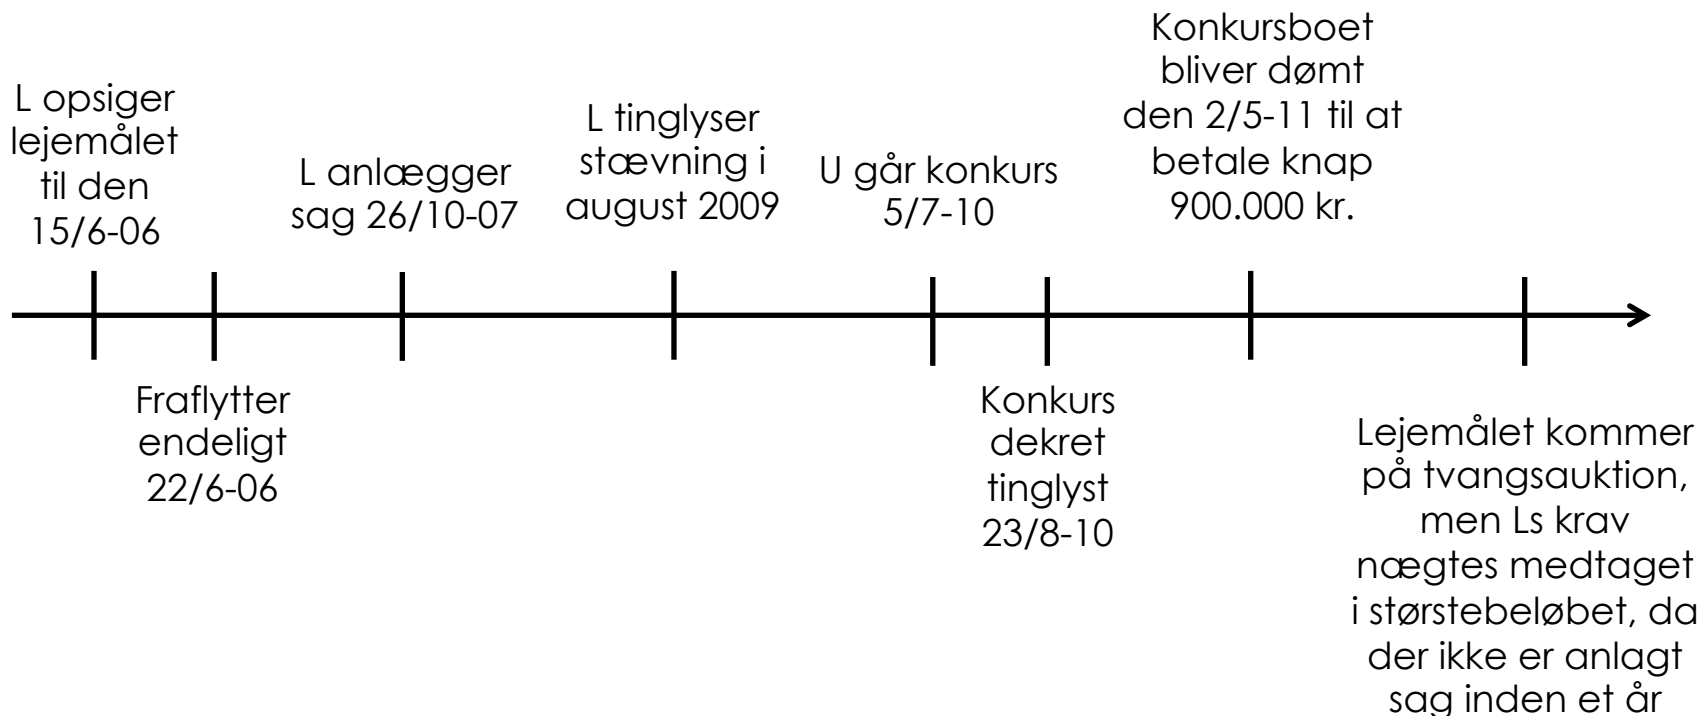 L opsiger
lejemålet
til den
15/6-06
Fraflytter
endeligt
22/6-06
L anlægger
sag 26/10-07
L tinglyser
stævning i
august 2009
U går konkurs
5/7-10
Konkurs
dekret
tinglyst
23/8-10
Konkursboet
bliver dømt
den 2/5-11 til at
betale knap
900.000 kr.
Lejemålet kommer
på tvangsauktion,
men Ls krav
nægtes medtaget
i størstebeløbet, da
der ikke er anlagt
sag inden et år